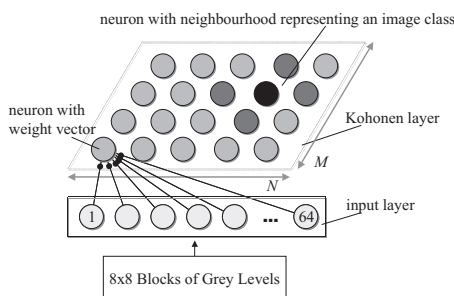 neuron with neighbourhood representing an image class
neuron with
weight vector
Kohonen layer
M
N
1
...
64
input layer
8x8 Blocks of Grey Levels